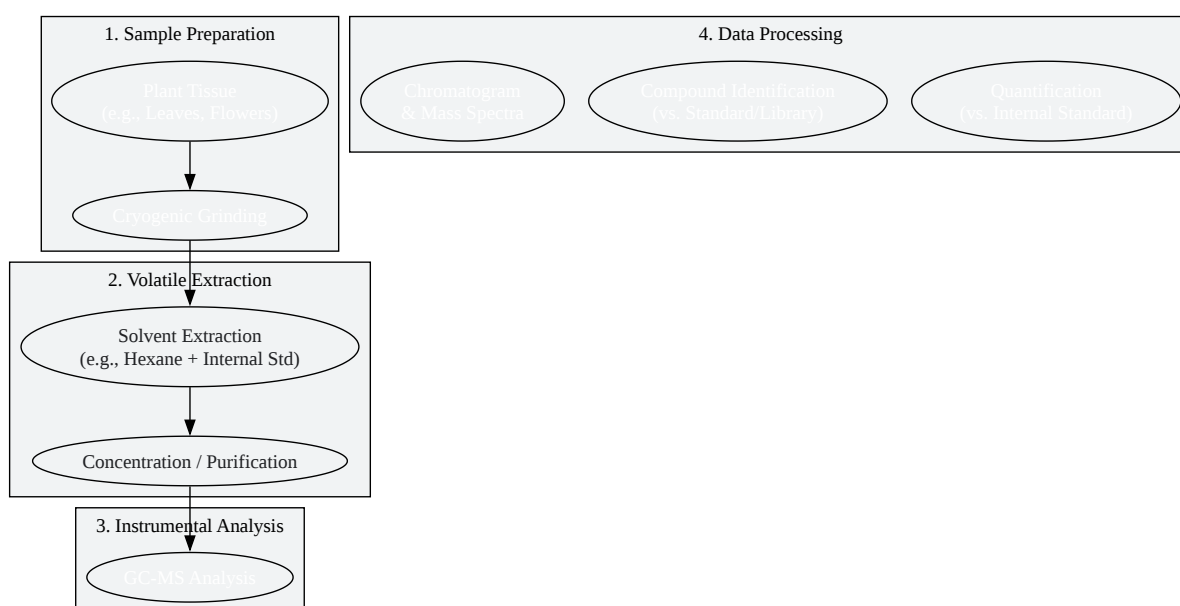 1. Sample Preparation
Plant Tissue
(e.g., Leaves, Flowers)
Cryogenic Grinding
2. Volatile Extraction
Solvent Extraction
(e.g., Hexane + Internal Std)
Concentration / Purification
3. Instrumental Analysis
GC-MS Analysis
4. Data Processing
Chromatogram
& Mass Spectra
Compound Identification
(vs. Standard/Library)
Quantification
(vs. Internal Standard)